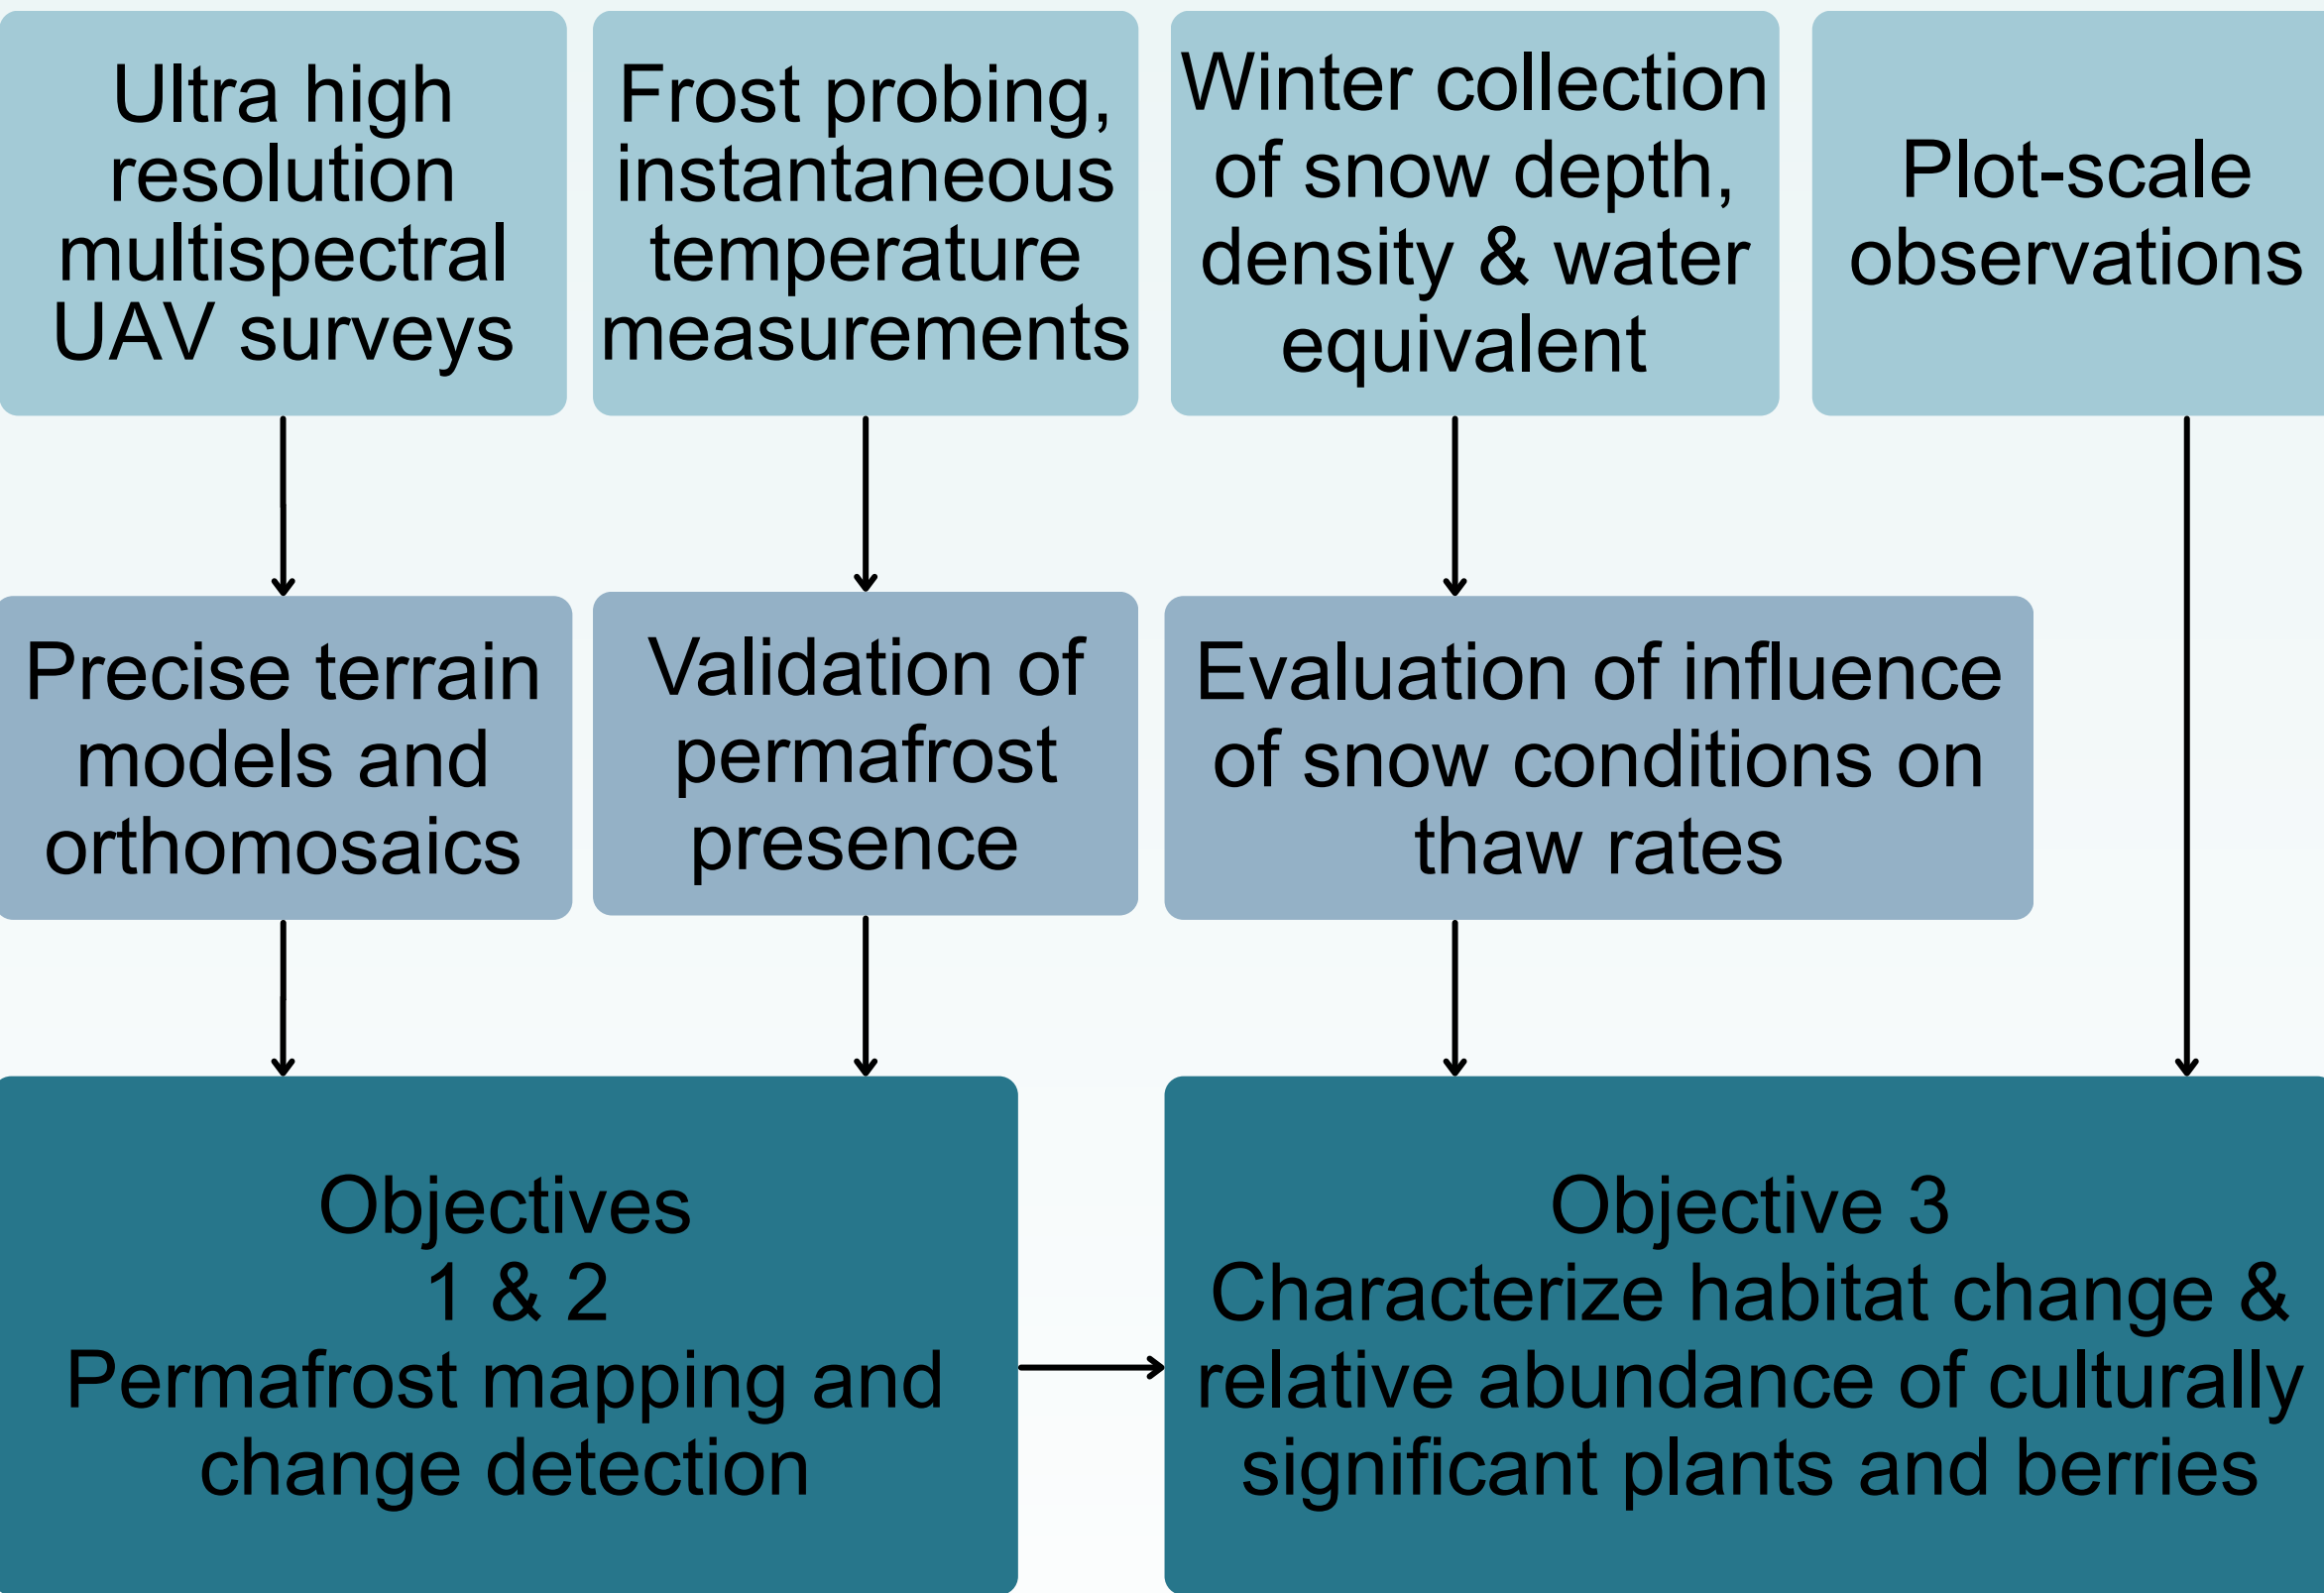 Ultra high
resolution
multispectral
UAV surveys
Frost probing,
instantaneous
temperature
measurements
Winter collection
of snow depth,
density & water
equivalent
Plot-scale
observations
Precise terrain
models and
orthomosaics
Validation of
permafrost
presence
Evaluation of influence
of snow conditions on
thaw rates
Objectives
1 & 2
Permafrost mapping and
change detection
Objective 3
Characterize habitat change &
relative abundance of culturally
significant plants and berries